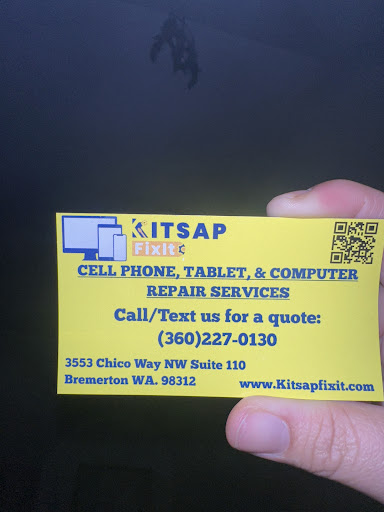 KITSAP
FixIt
CELL PHONE, TABLET, & COMPUTER
REPAIR SERVICES
Call/Text us for a quote:
(360)227-0130
3553 Chico Way NW Suite 110
Bremerton WA. 98312
www.Kitsapfixit.com